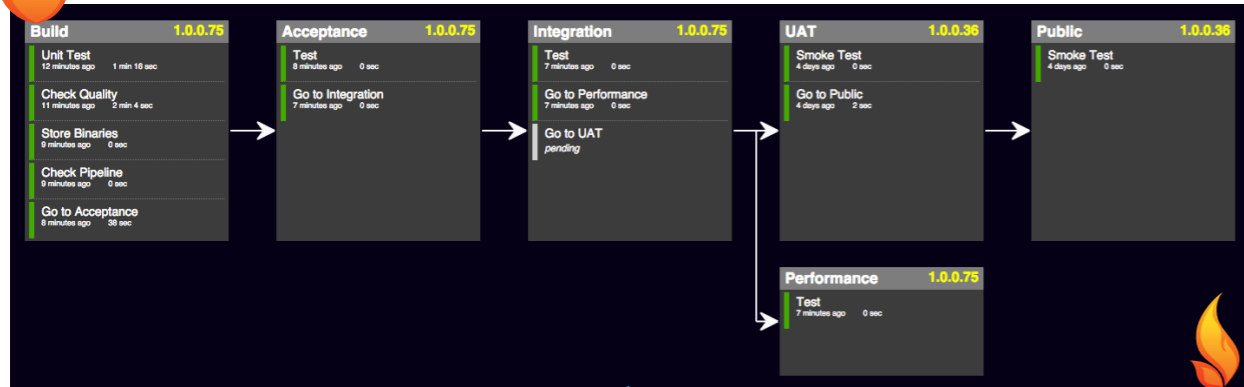 Build 1.0.0.75
Unit Test
12 minutes ago 1 min 16 sec
Check Quality
11 minutes ago 2 min 4 sec
Store Binaries
9 minutes ago 0 sec
Check Pipeline
9 minutes ago 0 sec
Go to Acceptance
8 minutes ago 38 sec
Acceptance 1.0.0.75
Test
8 minutes ago 0 sec
Go to Integration
7 minutes ago 0 sec
Integration 1.0.0.75
Test
7 minutes ago 0 sec
Go to Performance
7 minutes ago 0 sec
Go to UAT
pending
UAT 1.0.0.36
Smoke Test
4 days ago 0 sec
Go to Public
4 days ago 2 sec
Public 1.0.0.36
Smoke Test
4 days ago 0 sec
Performance 1.0.0.75
Test
7 minutes ago 0 sec